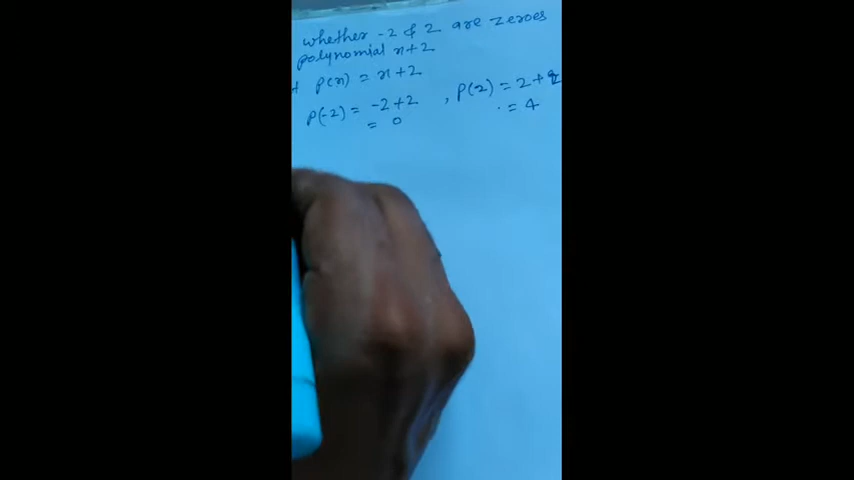 whether -2 & 2 are zeroes
polynomial x+2
p(x) = x+2
p(-2) = -2+2 , p(2) = 2+2
= 0 = 4